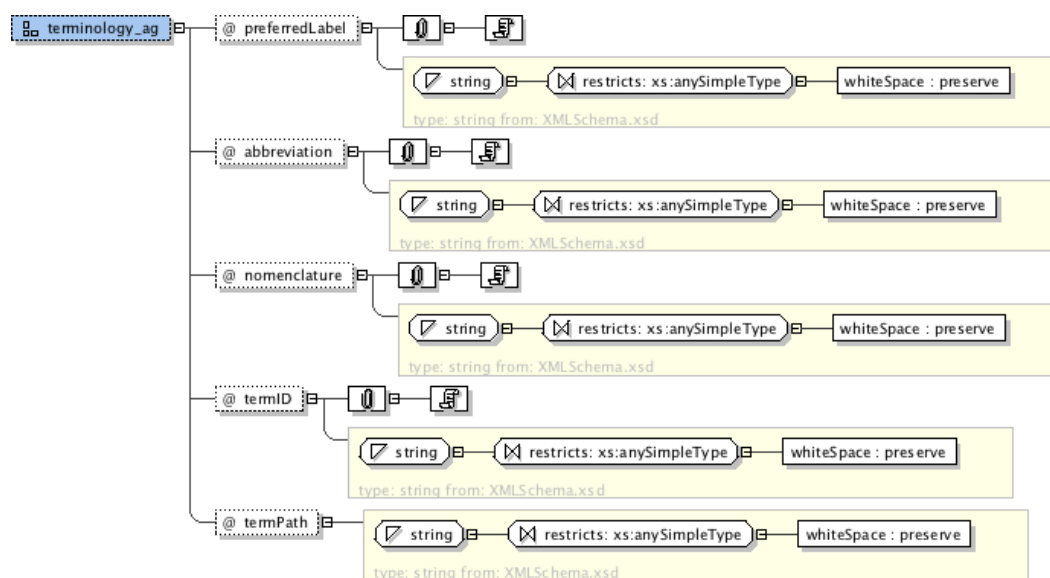 terminology_ag
@ preferredLabel
string restricts: xs:anySimpleType whiteSpace : preserve
type: string from: XMLSchema.xsd
@ abbreviation
string restricts: xs:anySimpleType whiteSpace : preserve
type: string from: XMLSchema.xsd
@ nomenclature
string restricts: xs:anySimpleType whiteSpace : preserve
type: string from: XMLSchema.xsd
@ termID
string restricts: xs:anySimpleType whiteSpace : preserve
type: string from: XMLSchema.xsd
@ termPath
string restricts: xs:anySimpleType whiteSpace : preserve
type: string from: XMLSchema.xsd